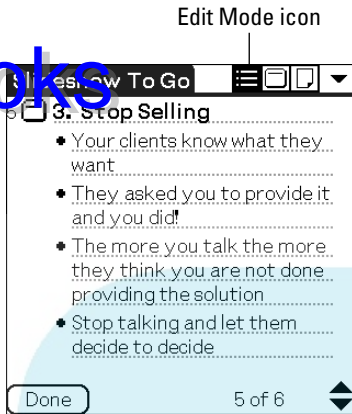 Edit Mode icon
oks
Slideshow To Go
5 3. Stop Selling
• Your clients know what they
want
• They asked you to provide it
and you did!
• The more you talk the more
they think you are not done
providing the solution
• Stop talking and let them
decide to decide
Done 5 of 6